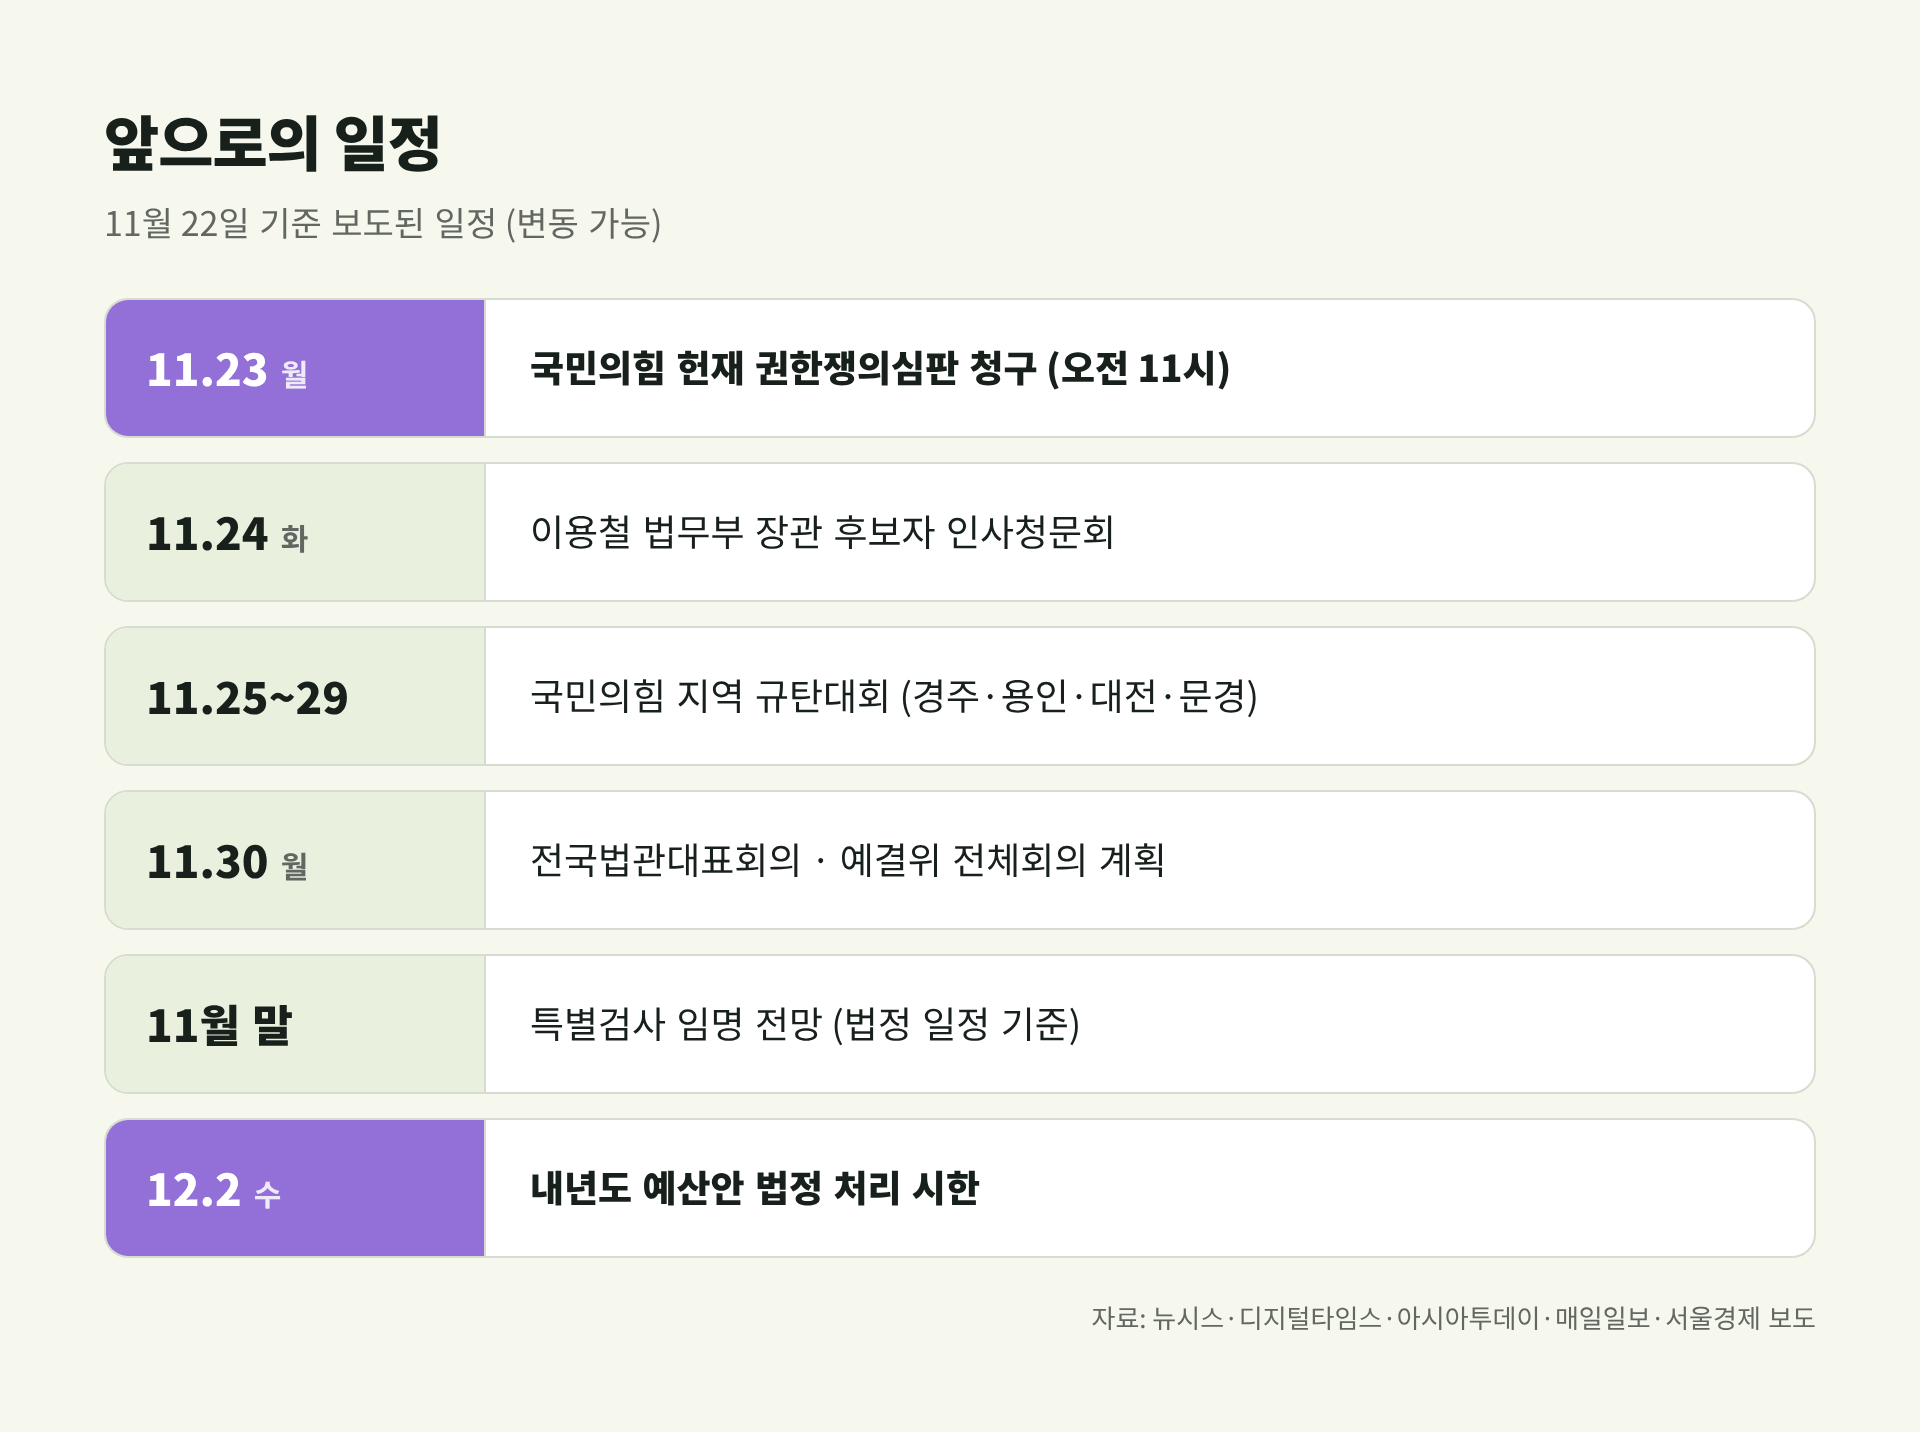 앞으로의 일정
11월 22일 기준 보도된 일정 (변동 가능)
11.23 월 국민의힘 헌재 권한쟁의심판 청구 (오전 11시)
11.24 화 이용철 법무부 장관 후보자 인사청문회
11.25~29 국민의힘 지역 규탄대회 (경주·용인·대전·문경)
11.30 월 전국법관대표회의 · 예결위 전체회의 계획
11월 말 특별검사 임명 전망 (법정 일정 기준)
12.2 수 내년도 예산안 법정 처리 시한
자료: 뉴시스·디지털타임스·아시아투데이·매일일보·서울경제 보도